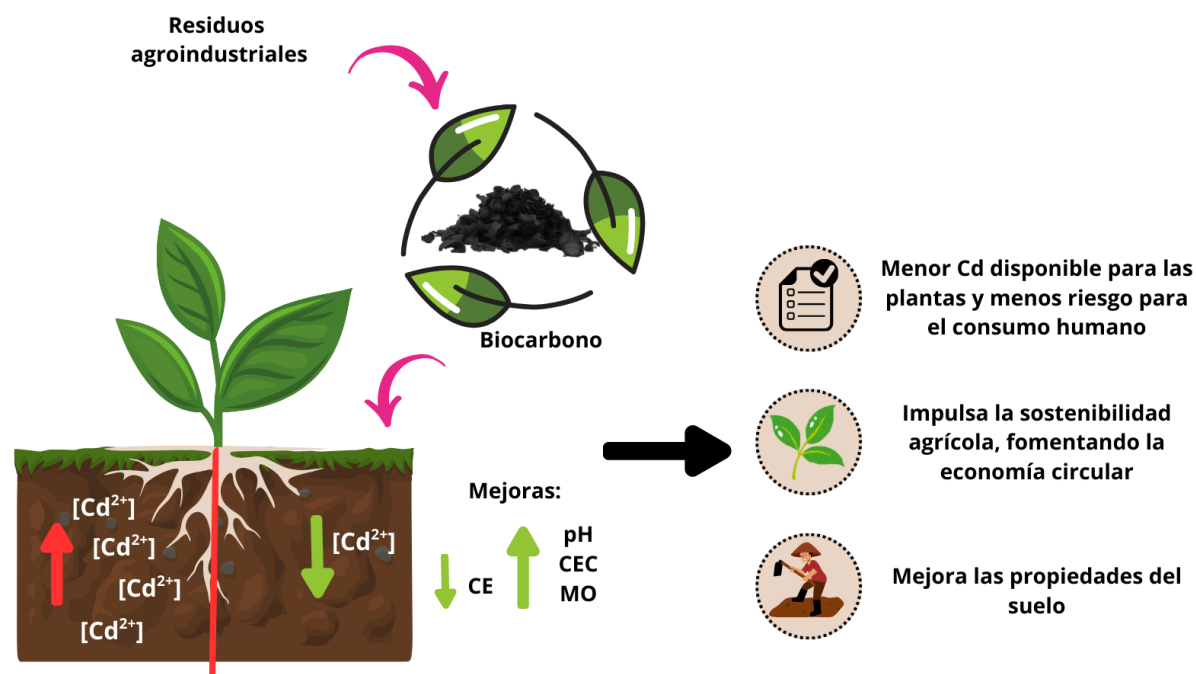 Residuos
agroindustriales
Biocarbono
[Cd²⁺]
[Cd²⁺]
[Cd²⁺]
[Cd²⁺]
[Cd²⁺]
Mejoras:
CE
pH
CEC
MO
Menor Cd disponible para las
plantas y menos riesgo para
el consumo humano
Impulsa la sostenibilidad
agrícola, fomentando la
economía circular
Mejora las propiedades del
suelo